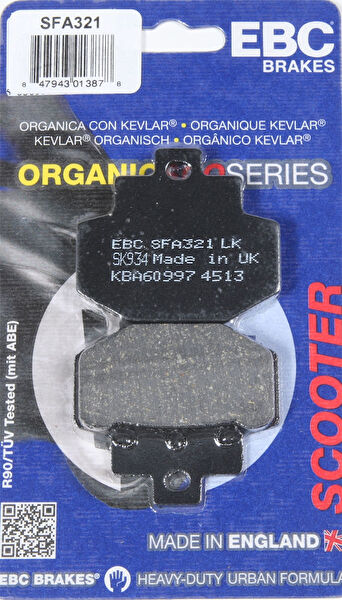 SFA321
8 47943 01387 8
EBC
BRAKES
ORGANICA CON KEVLAR® • ORGANIQUE KEVLAR®
KEVLAR® ORGANISCH • ORGÂNICO KEVLAR®
ORGANIC PRO SERIES
EBC SFA321 LK
9K934 Made in UK
KBA60997 4513
R90/TÜV Tested (mit ABE)
SCOOTER
MADE IN ENGLAND
EBC BRAKES® HEAVY-DUTY URBAN FORMULA